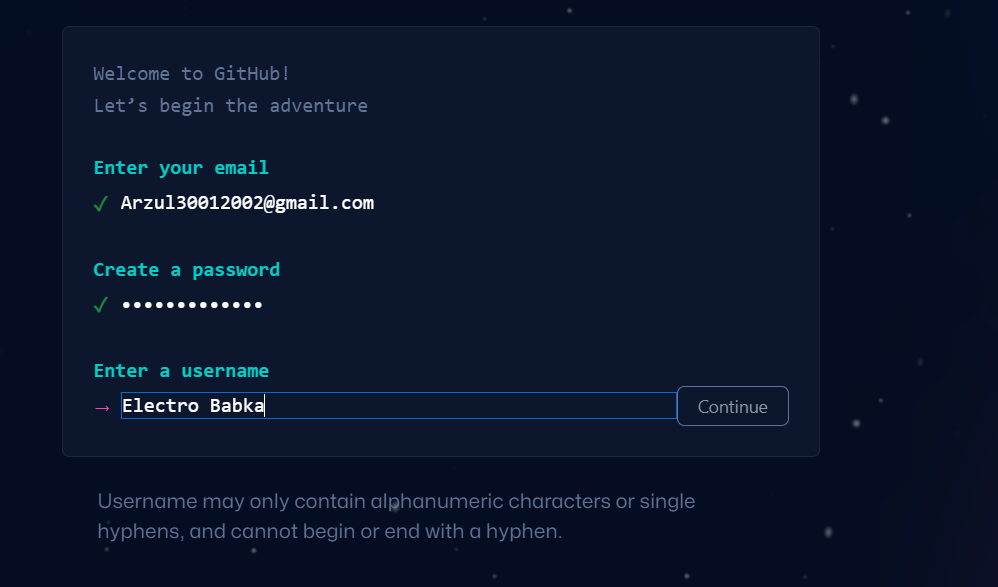 Welcome to GitHub!
Let’s begin the adventure
Enter your email
✓ Arzul30012002@gmail.com
Create a password
✓ •••••••••••••
Enter a username
→ Electro Babka
Continue
Username may only contain alphanumeric characters or single
hyphens, and cannot begin or end with a hyphen.